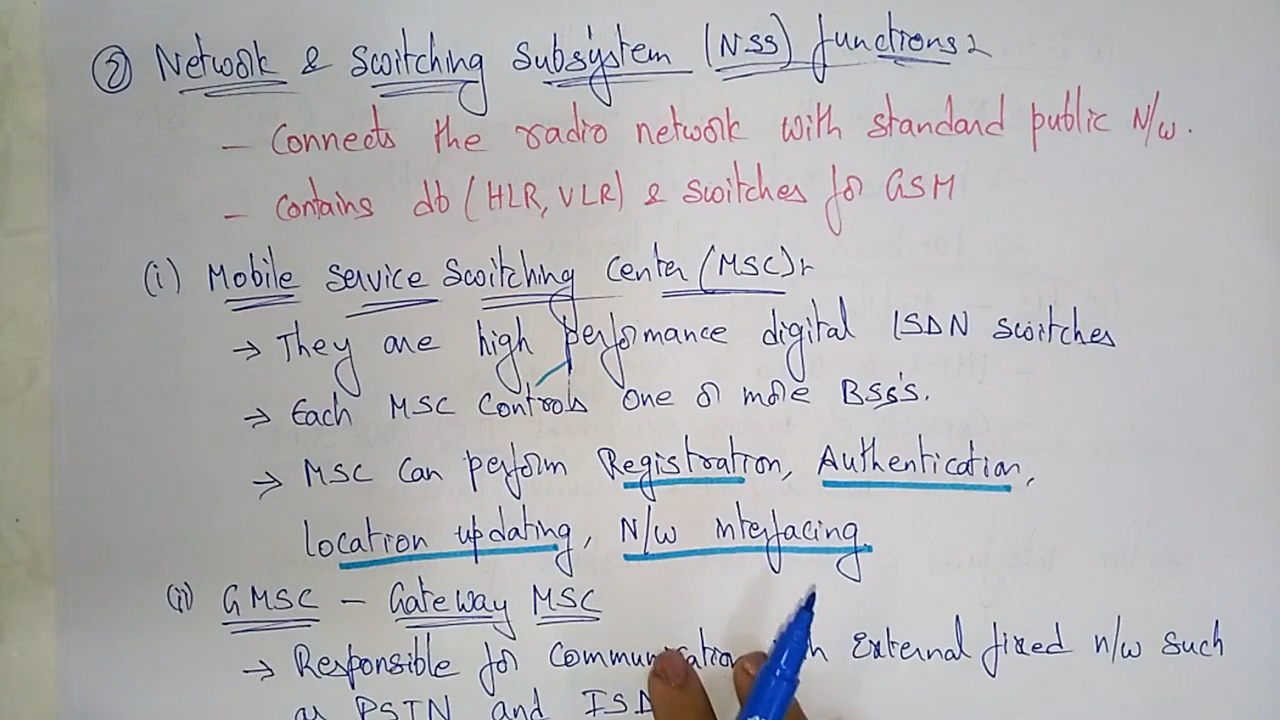 ② Network & Switching Subsystem (NSS) functions:
- Connects the radio network with standard public N/w.
- Contains db (HLR, VLR) & switches for GSM
(i) Mobile Service Switching Center (MSC):
→ They are high performance digital ISDN switches
→ Each MSC Controls one or more BSS's.
→ MSC Can perform Registration, Authentication,
location updating, N/w interfacing.
(ii) GMSC - Gateway MSC
→ Responsible for External fixed n/w such
as PSTN and